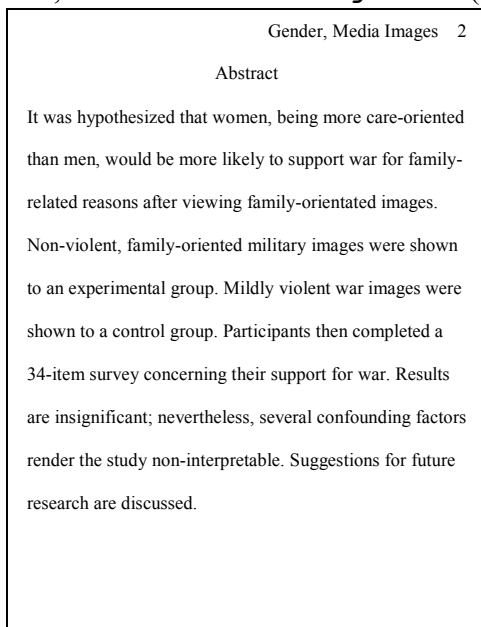 Gender, Media Images 2
Abstract
It was hypothesized that women, being more care-oriented
than men, would be more likely to support war for family-
related reasons after viewing family-orientated images.
Non-violent, family-oriented military images were shown
to an experimental group. Mildly violent war images were
shown to a control group. Participants then completed a
34-item survey concerning their support for war. Results
are insignificant; nevertheless, several confounding factors
render the study non-interpretable. Suggestions for future
research are discussed.